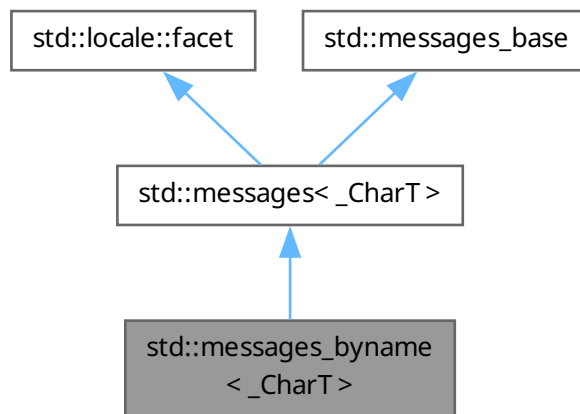 std::locale::facet
std::messages_base
std::messages< _CharT >
std::messages_byname
< _CharT >